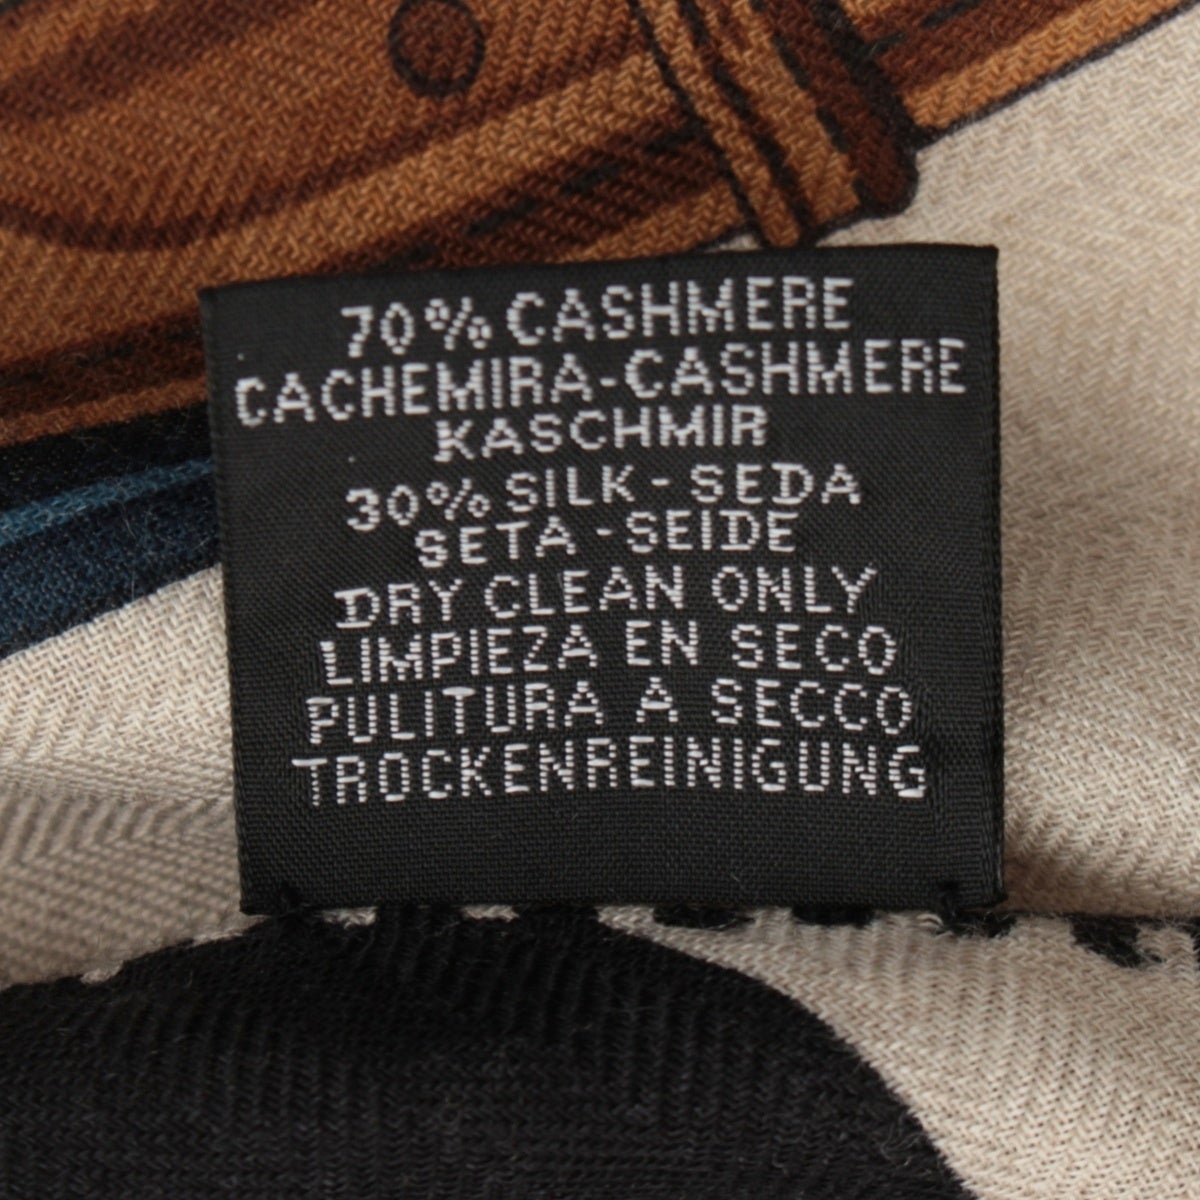 70% CASHMERE
CACHEMIRA-CASHMERE
KASCHMIR
30% SILK - SEDA
SETA - SEIDE
DRY CLEAN ONLY
LIMPIEZA EN SECO
PULITURA A SECCO
TROCKENREINIGUNG